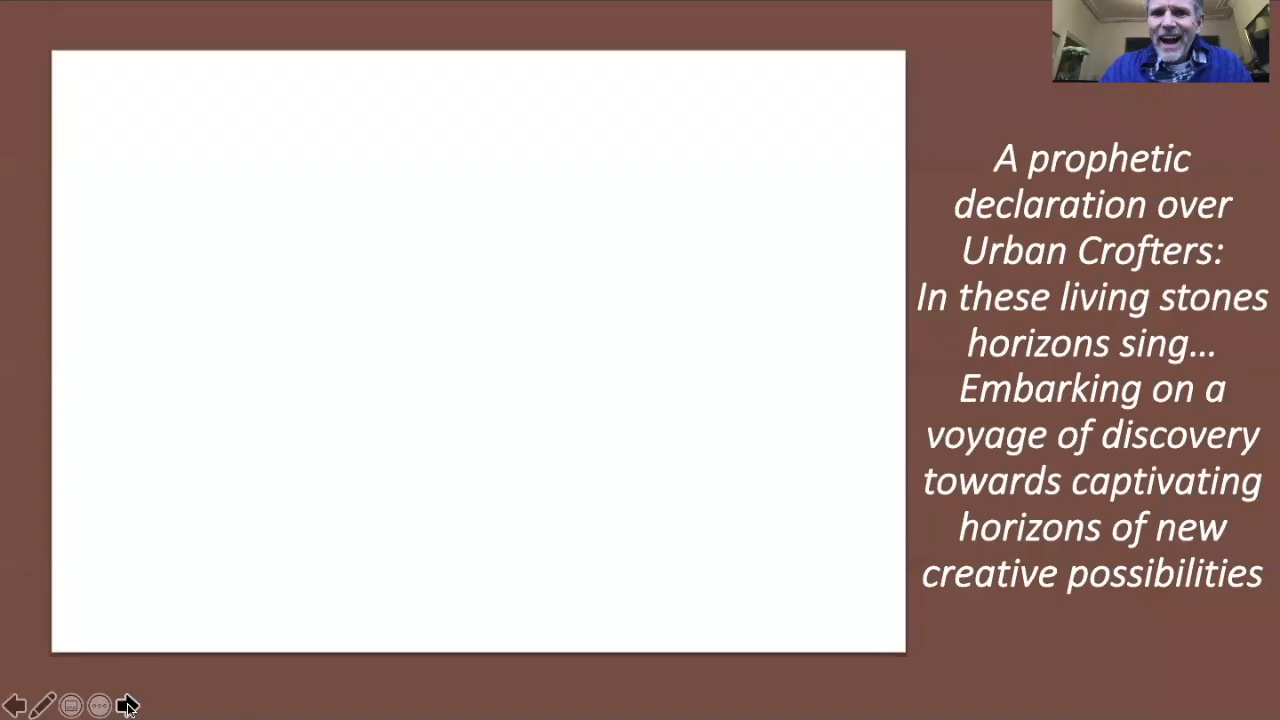 A prophetic
declaration over
Urban Crofters:
In these living stones
horizons sing...
Embarking on a
voyage of discovery
towards captivating
horizons of new
creative possibilities